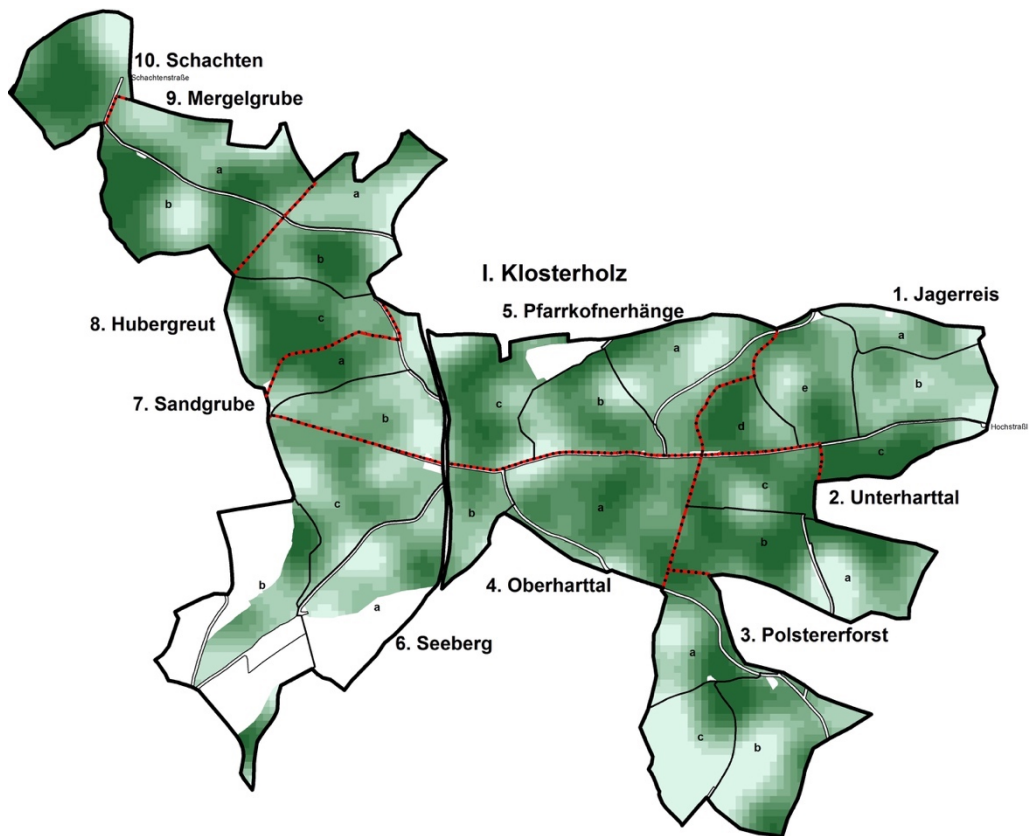 10. Schachten
Schachtenstraße
9. Mergelgrube
a
b
a
b
I. Klosterholz
5. Pfarrkofnerhänge
1. Jagerreis
8. Hubergreut
c
a
a
a
c
b
e
b
7. Sandgrube
b
d
Hochstraßl
c
c
c
2. Unterharttal
a
b
b
b
a
4. Oberharttal
a
6. Seeberg
3. Polstererforst
a
c
b